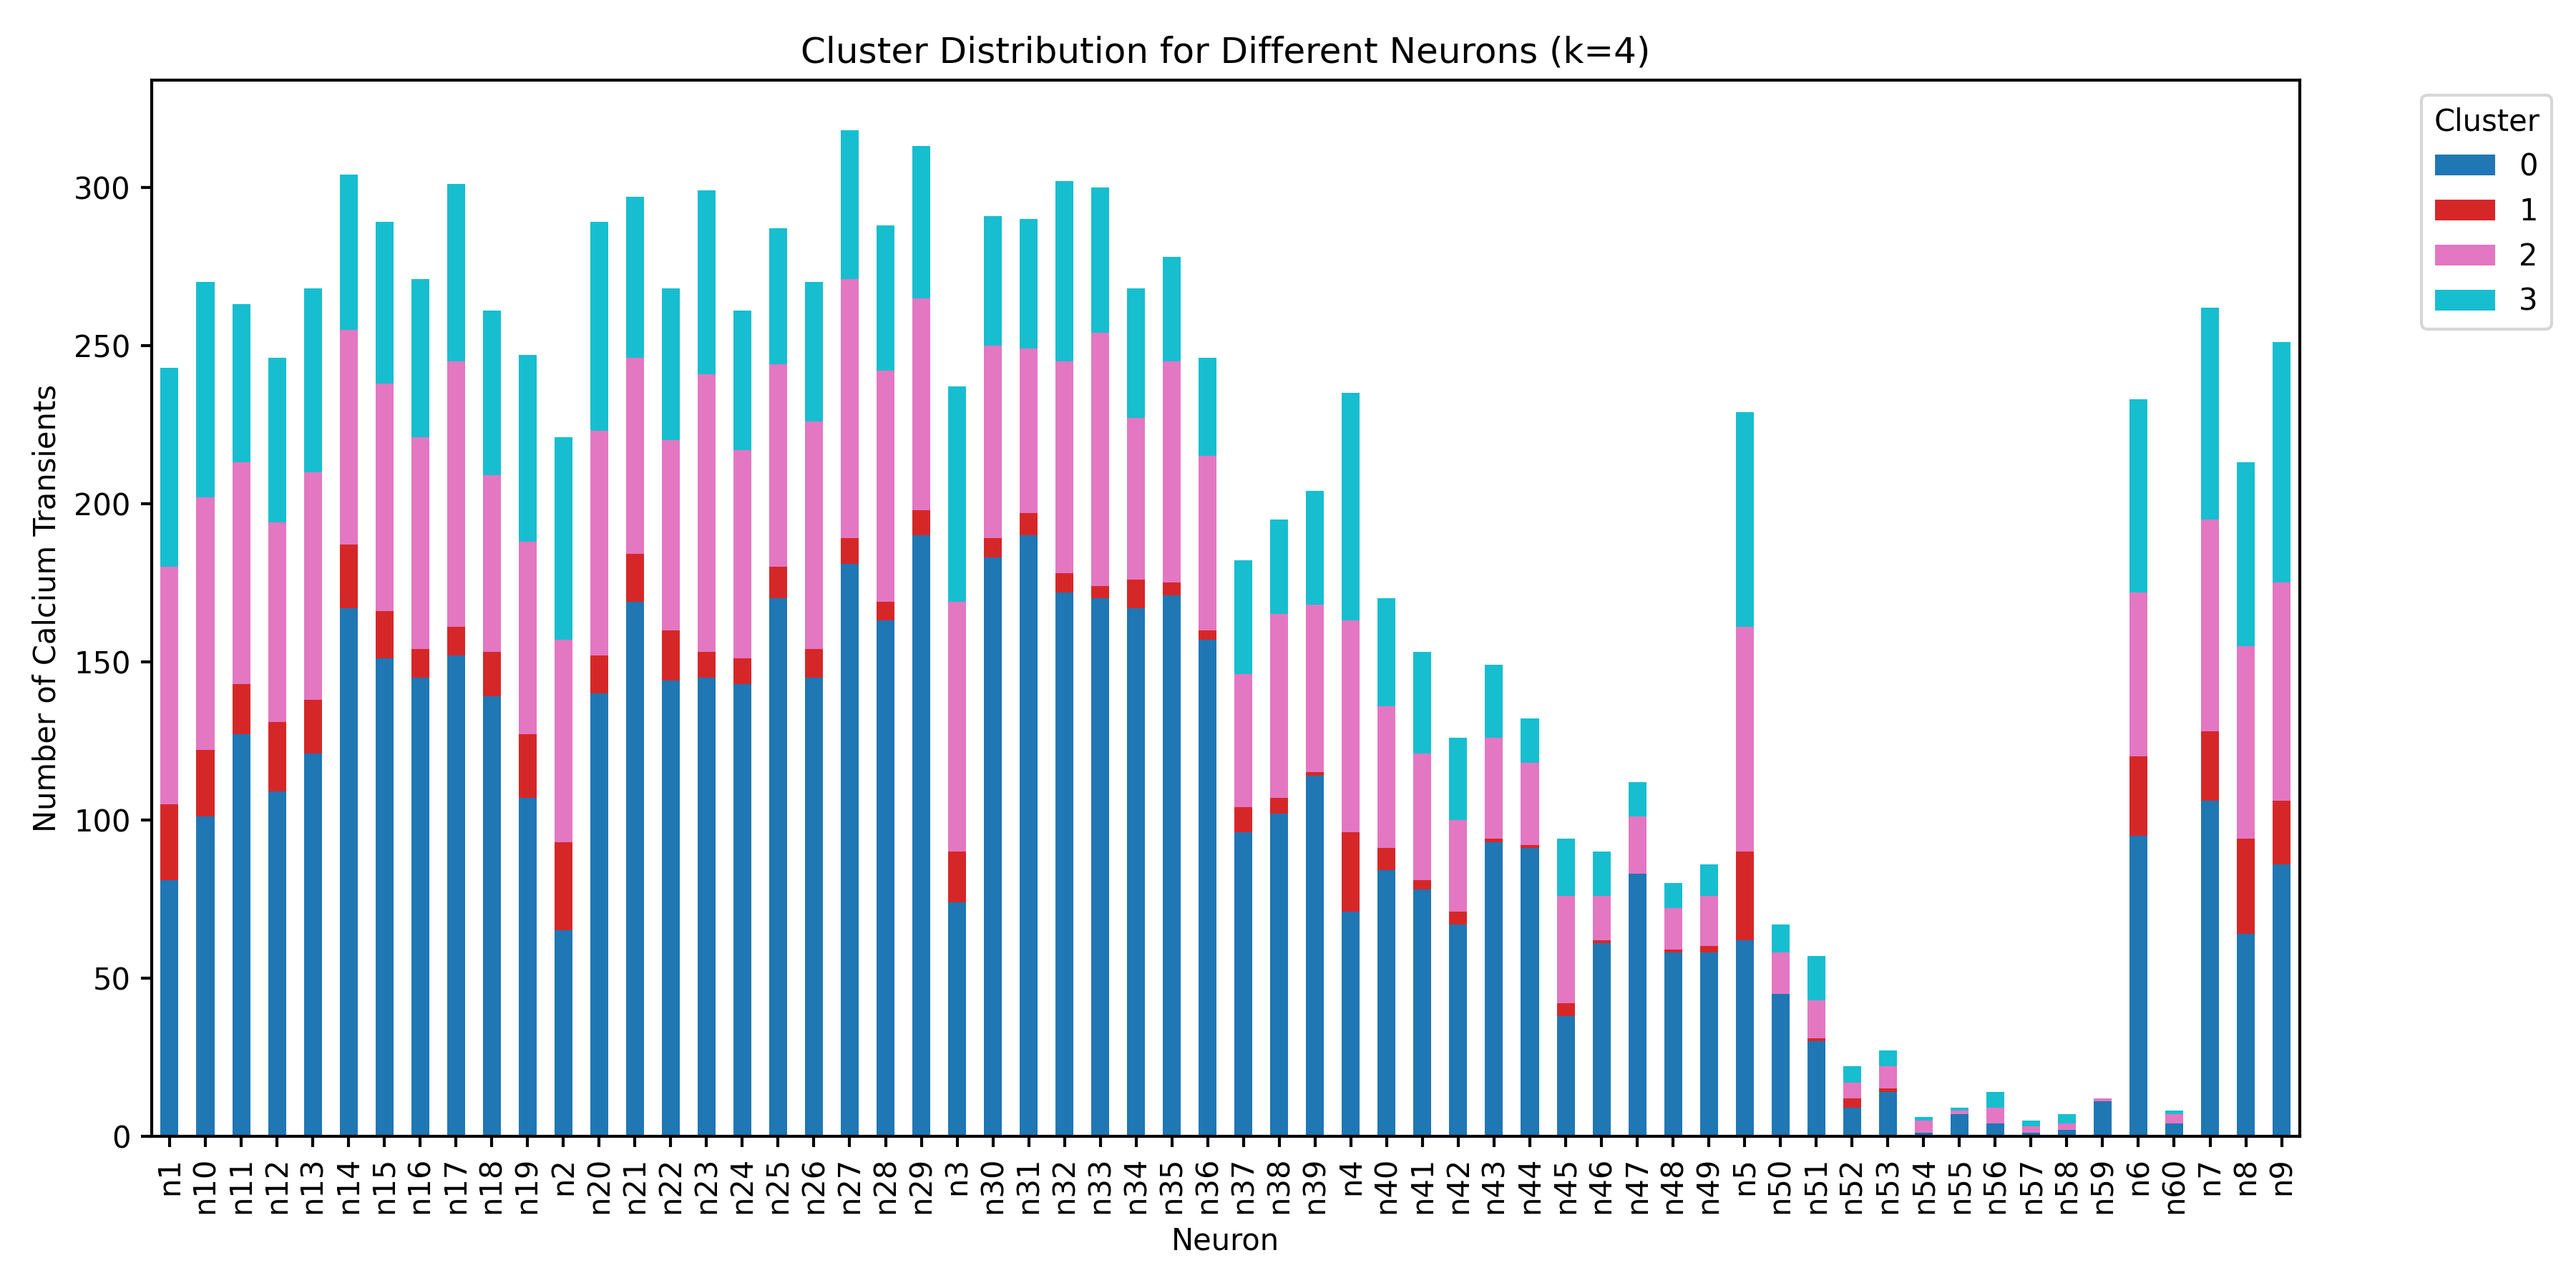 Cluster Distribution for Different Neurons (k=4)
Number of Calcium Transients
300
250
200
150
100
50
0
n1 n10 n11 n12 n13 n14 n15 n16 n17 n18 n19 n2 n20 n21 n22 n23 n24 n25 n26 n27 n28 n29 n3 n30 n31 n32 n33 n34 n35 n36 n37 n38 n39 n4 n40 n41 n42 n43 n44 n45 n46 n47 n48 n49 n5 n50 n51 n52 n53 n54 n55 n56 n57 n58 n59 n6 n60 n7 n8 n9
Neuron
Cluster
0
1
2
3